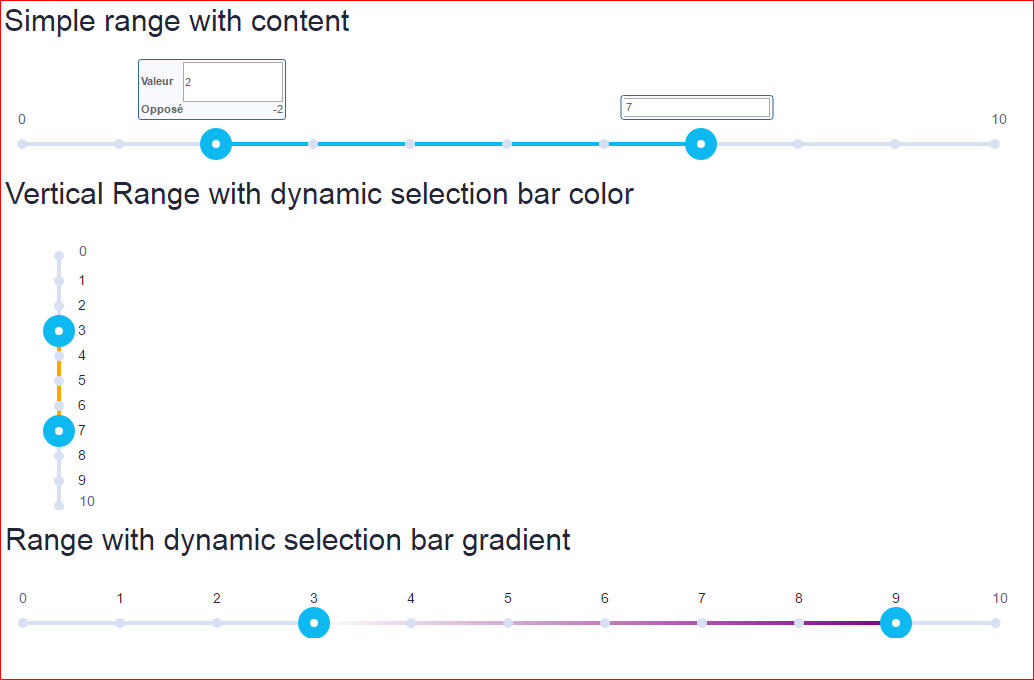 Simple range with content
Valeur 2
Opposé -2
7
0 10
Vertical Range with dynamic selection bar color
0
1
2
3
4
5
6
7
8
9
10
Range with dynamic selection bar gradient
0 1 2 3 4 5 6 7 8 9 10